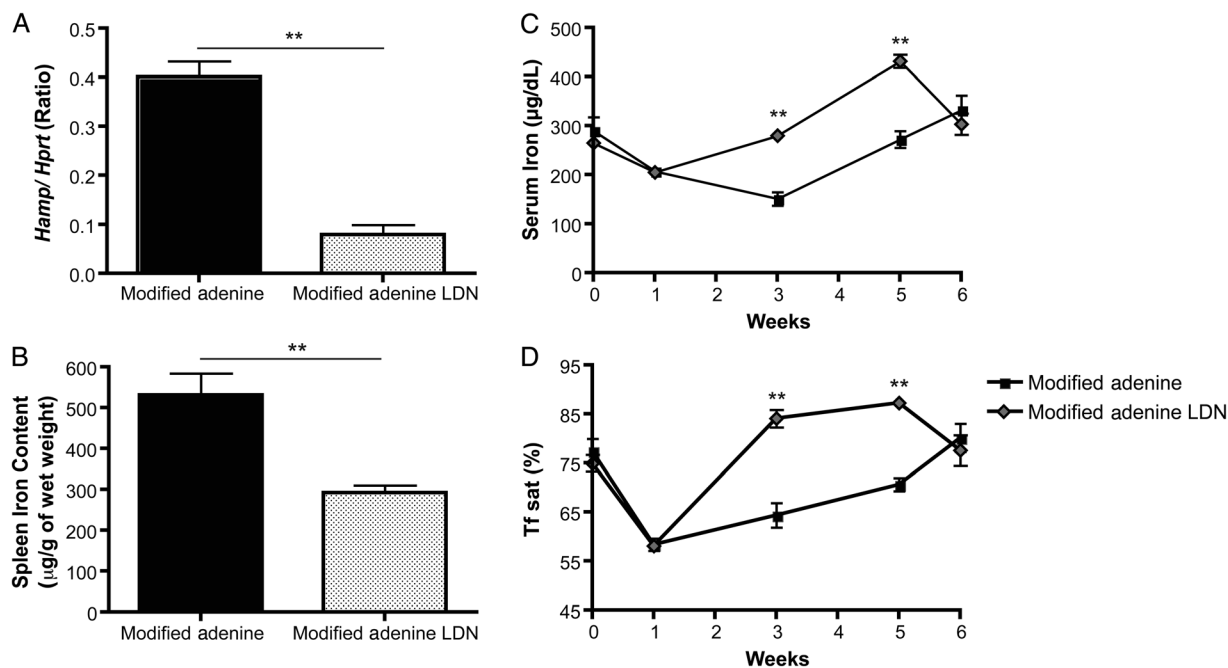 A
0.5
0.4
0.3
0.2
0.1
0.0
Hamp/ Hprt (Ratio)
**
Modified adenine
Modified adenine LDN
B
600
500
400
300
200
100
0
Spleen Iron Content
(µg/g of wet weight)
**
Modified adenine
Modified adenine LDN
C
500
400
300
200
100
0
Serum Iron (µg/dL)
**
**
0 1 2 3 4 5 6
Weeks
D
95
85
75
65
55
45
Tf sat (%)
**
**
0 1 2 3 4 5 6
Weeks
Modified adenine
Modified adenine LDN